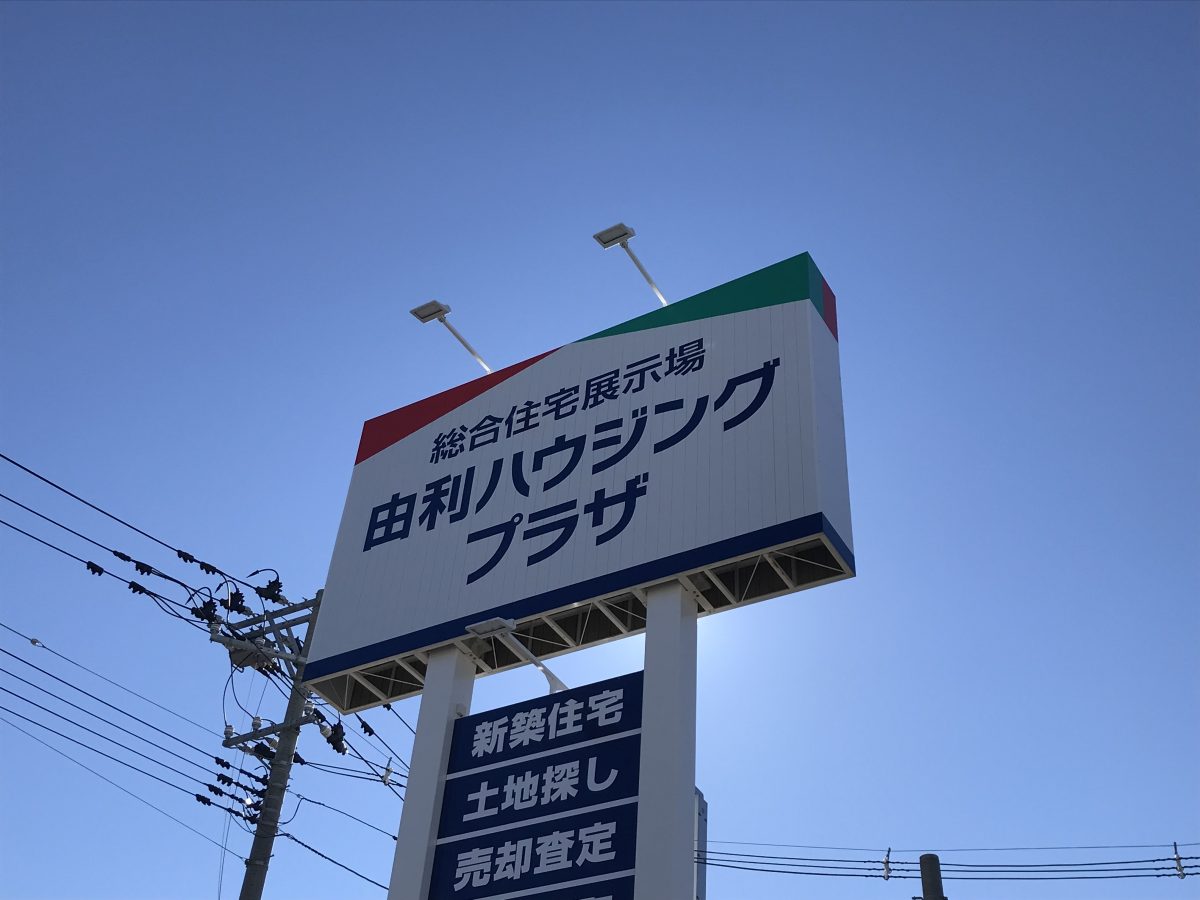 総合住宅展示場
由利ハウジング
プラザ
新築住宅
土地探し
売却査定